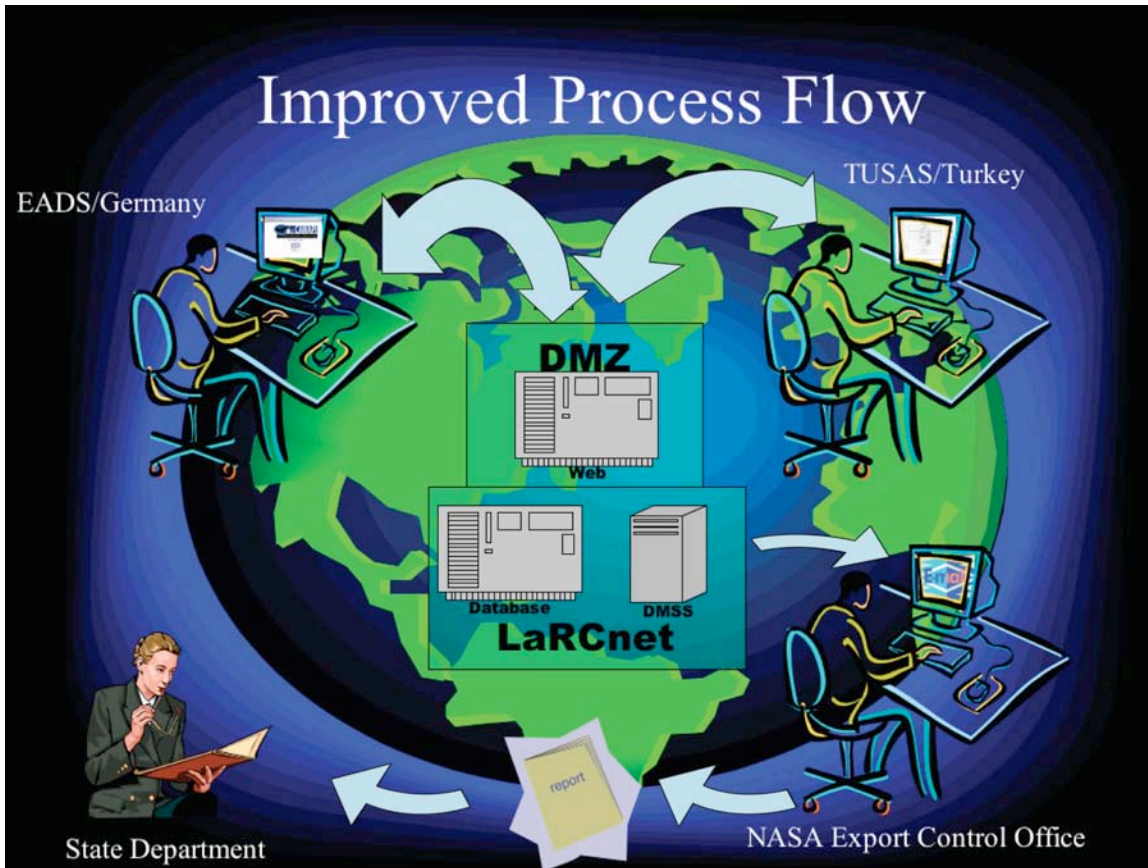 Improved Process Flow
EADS/Germany
TUSAS/Turkey
DMZ
Web
Database
DMSS
LaRCnet
E-mail
report
State Department
NASA Export Control Office